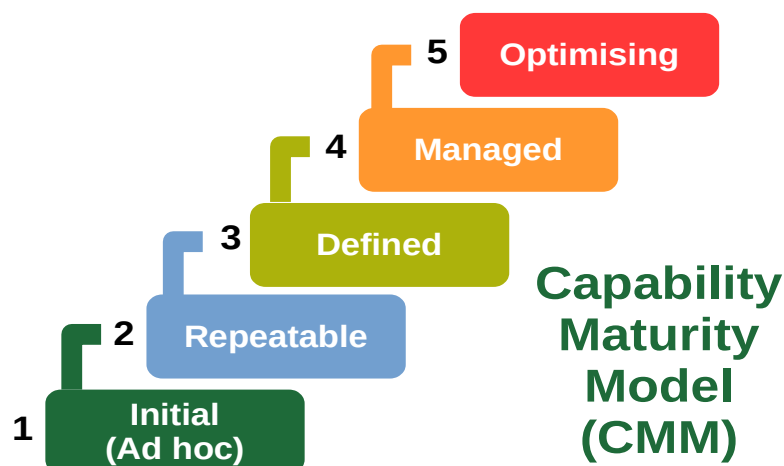 5 Optimising
4 Managed
3 Defined
2 Repeatable
1 Initial
(Ad hoc)
Capability
Maturity
Model
(CMM)